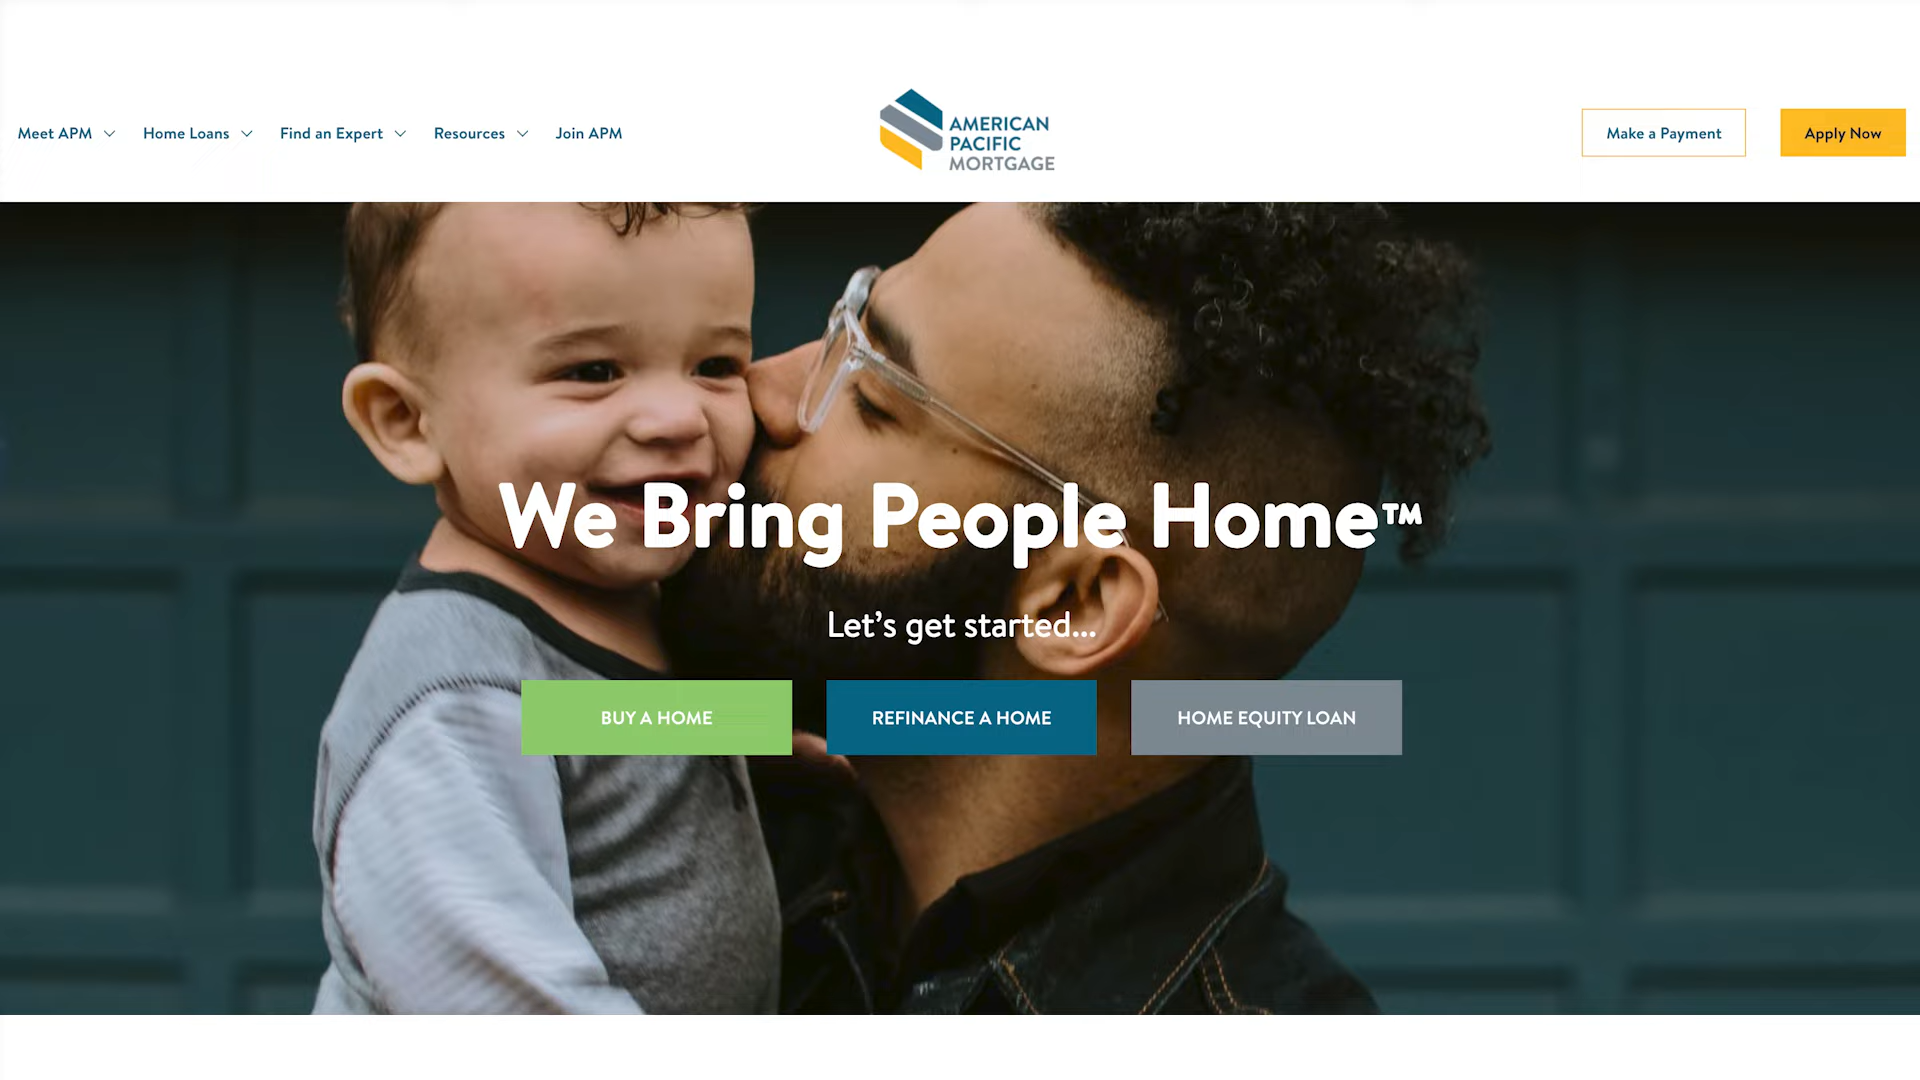 Meet APM
Home Loans
Find an Expert
Resources
Join APM
AMERICAN
PACIFIC
MORTGAGE
Make a Payment
Apply Now
We Bring People Home™
Let’s get started...
BUY A HOME
REFINANCE A HOME
HOME EQUITY LOAN